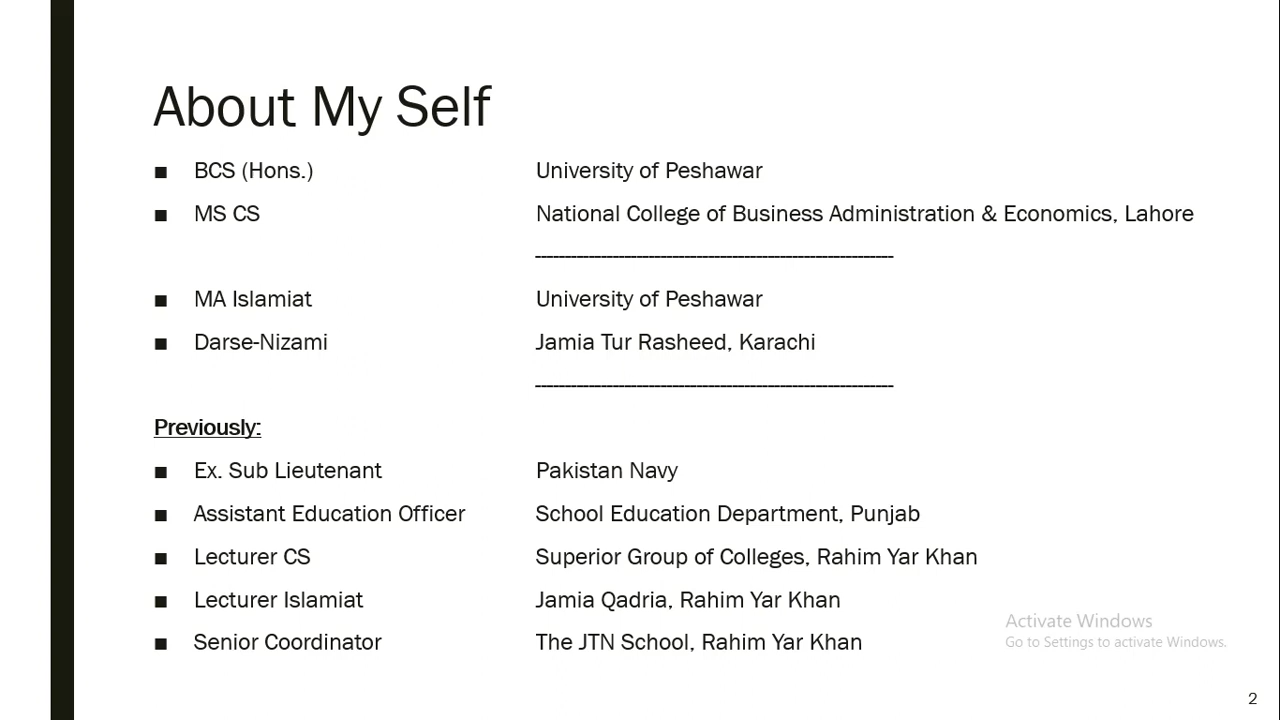 About My Self
■ BCS (Hons.) University of Peshawar
■ MS CS National College of Business Administration & Economics, Lahore
------------------------------------------------------------
■ MA Islamiat University of Peshawar
■ Darse-Nizami Jamia Tur Rasheed, Karachi
------------------------------------------------------------
Previously:
■ Ex. Sub Lieutenant Pakistan Navy
■ Assistant Education Officer School Education Department, Punjab
■ Lecturer CS Superior Group of Colleges, Rahim Yar Khan
■ Lecturer Islamiat Jamia Qadria, Rahim Yar Khan
■ Senior Coordinator The JTN School, Rahim Yar Khan
Activate Windows
Go to Settings to activate Windows.
2